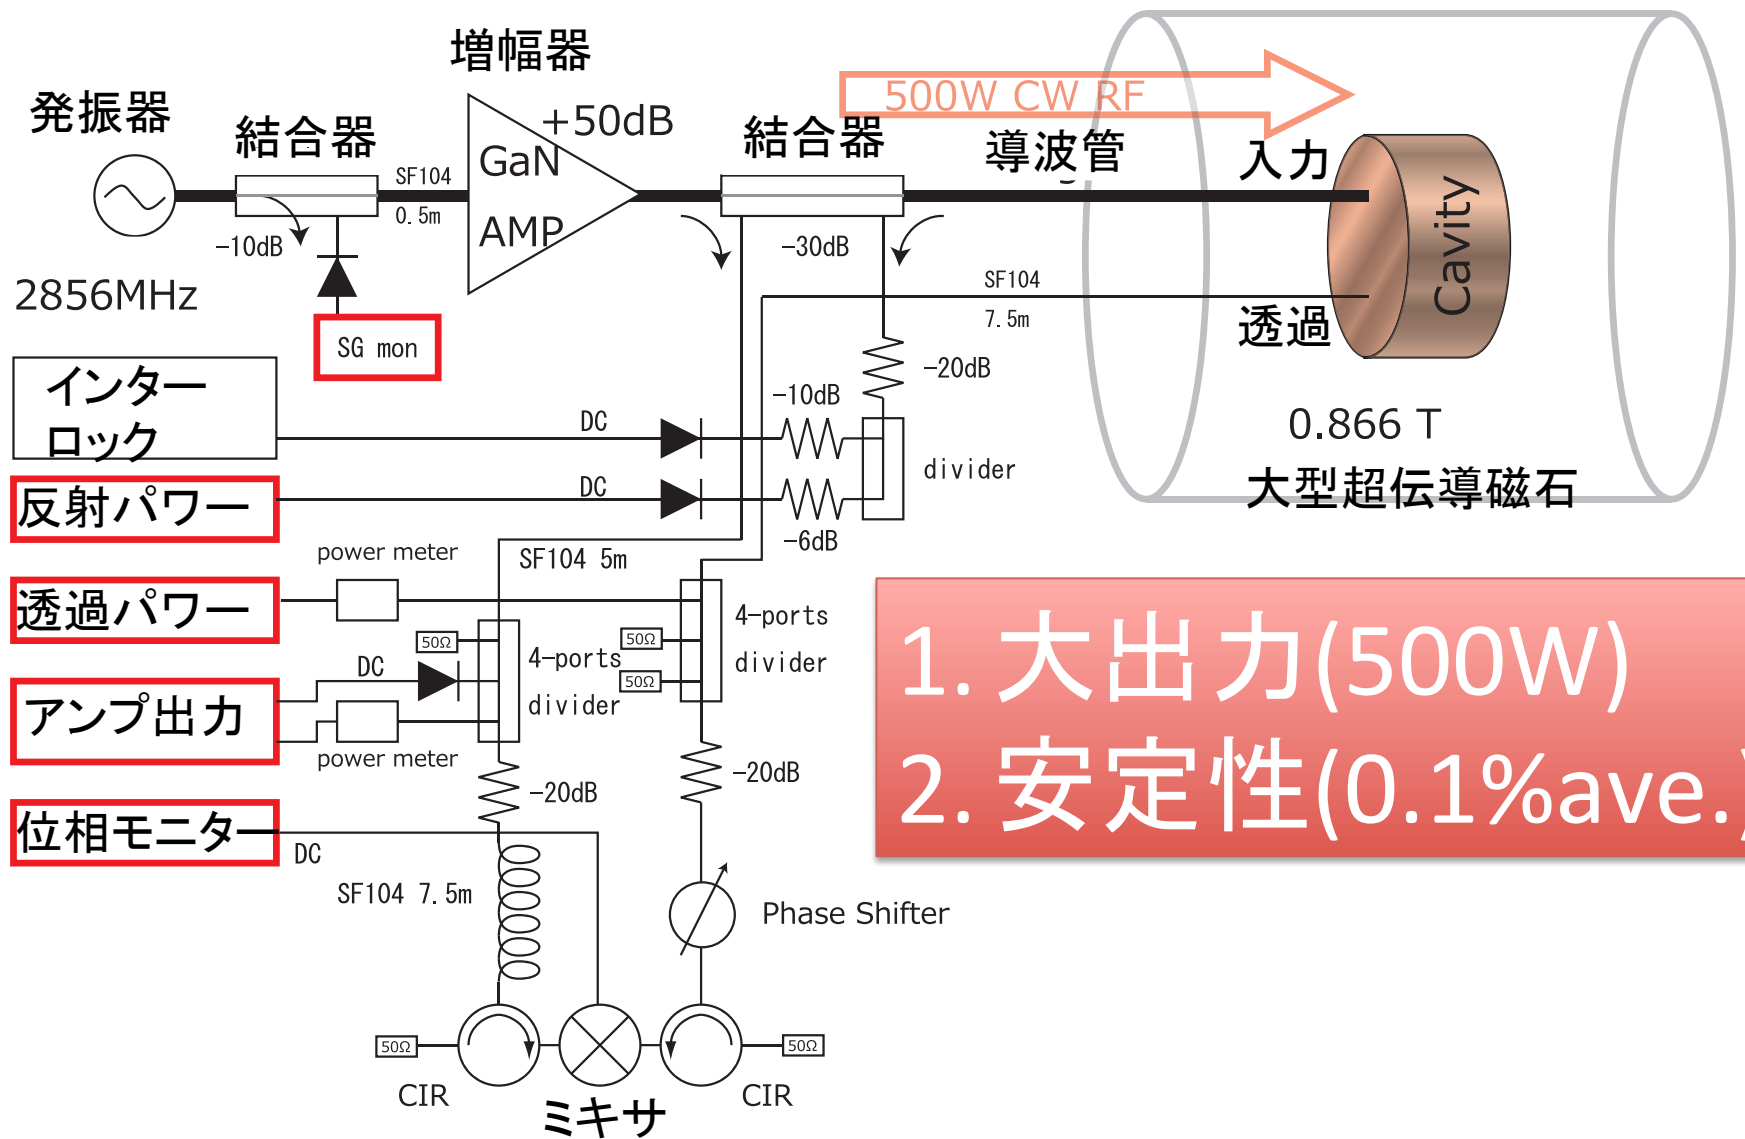 増幅器
500W CW RF
発振器
+50dB
結合器
結合器
導波管
入力
GaN
AMP
SF104
0.5m
Cavity
-10dB
-30dB
2856MHz
SF104
7.5m
透過
SG mon
-20dB
インター
ロック
DC
-10dB
0.866 T
divider
大型超伝導磁石
反射パワー
DC
-6dB
power meter
SF104 5m
透過パワー
4-ports
divider
50Ω
50Ω
50Ω
4-ports
divider
DC
アンプ出力
power meter
1. 大出力(500W)
2. 安定性(0.1%ave.)
-20dB
-20dB
位相モニター
DC
SF104 7.5m
Phase Shifter
50Ω
50Ω
CIR
CIR
ミキサ